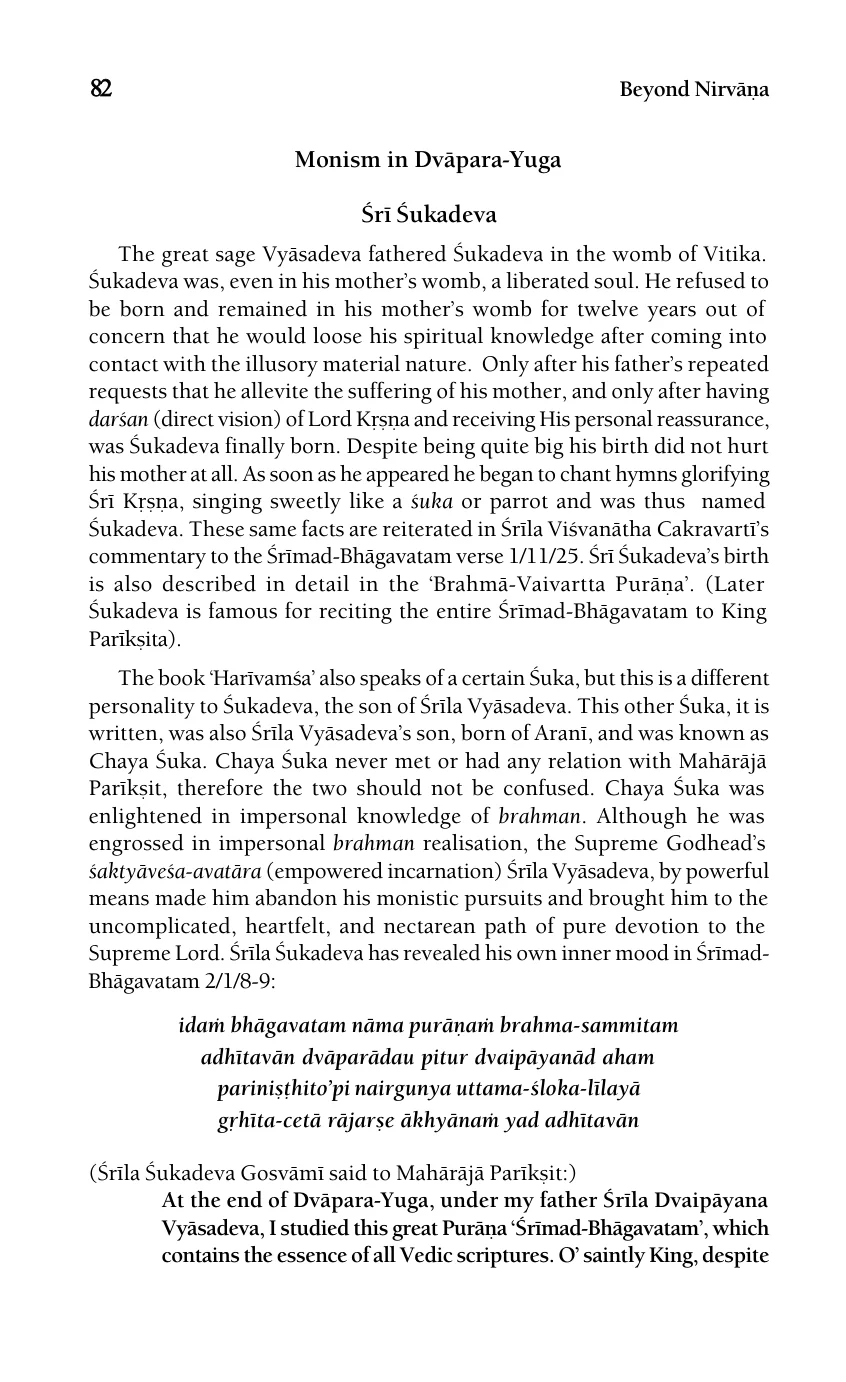 82 Beyond Nirvāṇa
Monism in Dvāpara-Yuga
Śrī Śukadeva
The great sage Vyāsadeva fathered Śukadeva in the womb of Vitika.
Śukadeva was, even in his mother’s womb, a liberated soul. He refused to
be born and remained in his mother’s womb for twelve years out of
concern that he would loose his spiritual knowledge after coming into
contact with the illusory material nature. Only after his father’s repeated
requests that he allevite the suffering of his mother, and only after having
darśan (direct vision) of Lord Kṛṣṇa and receiving His personal reassurance,
was Śukadeva finally born. Despite being quite big his birth did not hurt
his mother at all. As soon as he appeared he began to chant hymns glorifying
Śrī Kṛṣṇa, singing sweetly like a śuka or parrot and was thus named
Śukadeva. These same facts are reiterated in Śrīla Viśvanātha Cakravartī’s
commentary to the Śrīmad-Bhāgavatam verse 1/11/25. Śrī Śukadeva’s birth
is also described in detail in the ‘Brahmā-Vaivartta Purāṇa’. (Later
Śukadeva is famous for reciting the entire Śrīmad-Bhāgavatam to King
Parīkṣita).
The book ‘Harīvamśa’ also speaks of a certain Śuka, but this is a different
personality to Śukadeva, the son of Śrīla Vyāsadeva. This other Śuka, it is
written, was also Śrīla Vyāsadeva’s son, born of Aranī, and was known as
Chaya Śuka. Chaya Śuka never met or had any relation with Mahārājā
Parīkṣit, therefore the two should not be confused. Chaya Śuka was
enlightened in impersonal knowledge of brahman. Although he was
engrossed in impersonal brahman realisation, the Supreme Godhead’s
śaktyāveśa-avatāra (empowered incarnation) Śrīla Vyāsadeva, by powerful
means made him abandon his monistic pursuits and brought him to the
uncomplicated, heartfelt, and nectarean path of pure devotion to the
Supreme Lord. Śrīla Śukadeva has revealed his own inner mood in Śrīmad-
Bhāgavatam 2/1/8-9:
idaṁ bhāgavatam nāma purāṇaṁ brahma-sammitam
adhītavān dvāparādau pitur dvaipāyanād aham
pariniṣṭhito’pi nairgunya uttama-śloka-līlayā
gṛhīta-cetā rājarṣe ākhyānaṁ yad adhītavān
(Śrīla Śukadeva Gosvāmī said to Mahārājā Parīkṣit:)
At the end of Dvāpara-Yuga, under my father Śrīla Dvaipāyana
Vyāsadeva, I studied this great Purāṇa ‘Śrīmad-Bhāgavatam’, which
contains the essence of all Vedic scriptures. O’ saintly King, despite